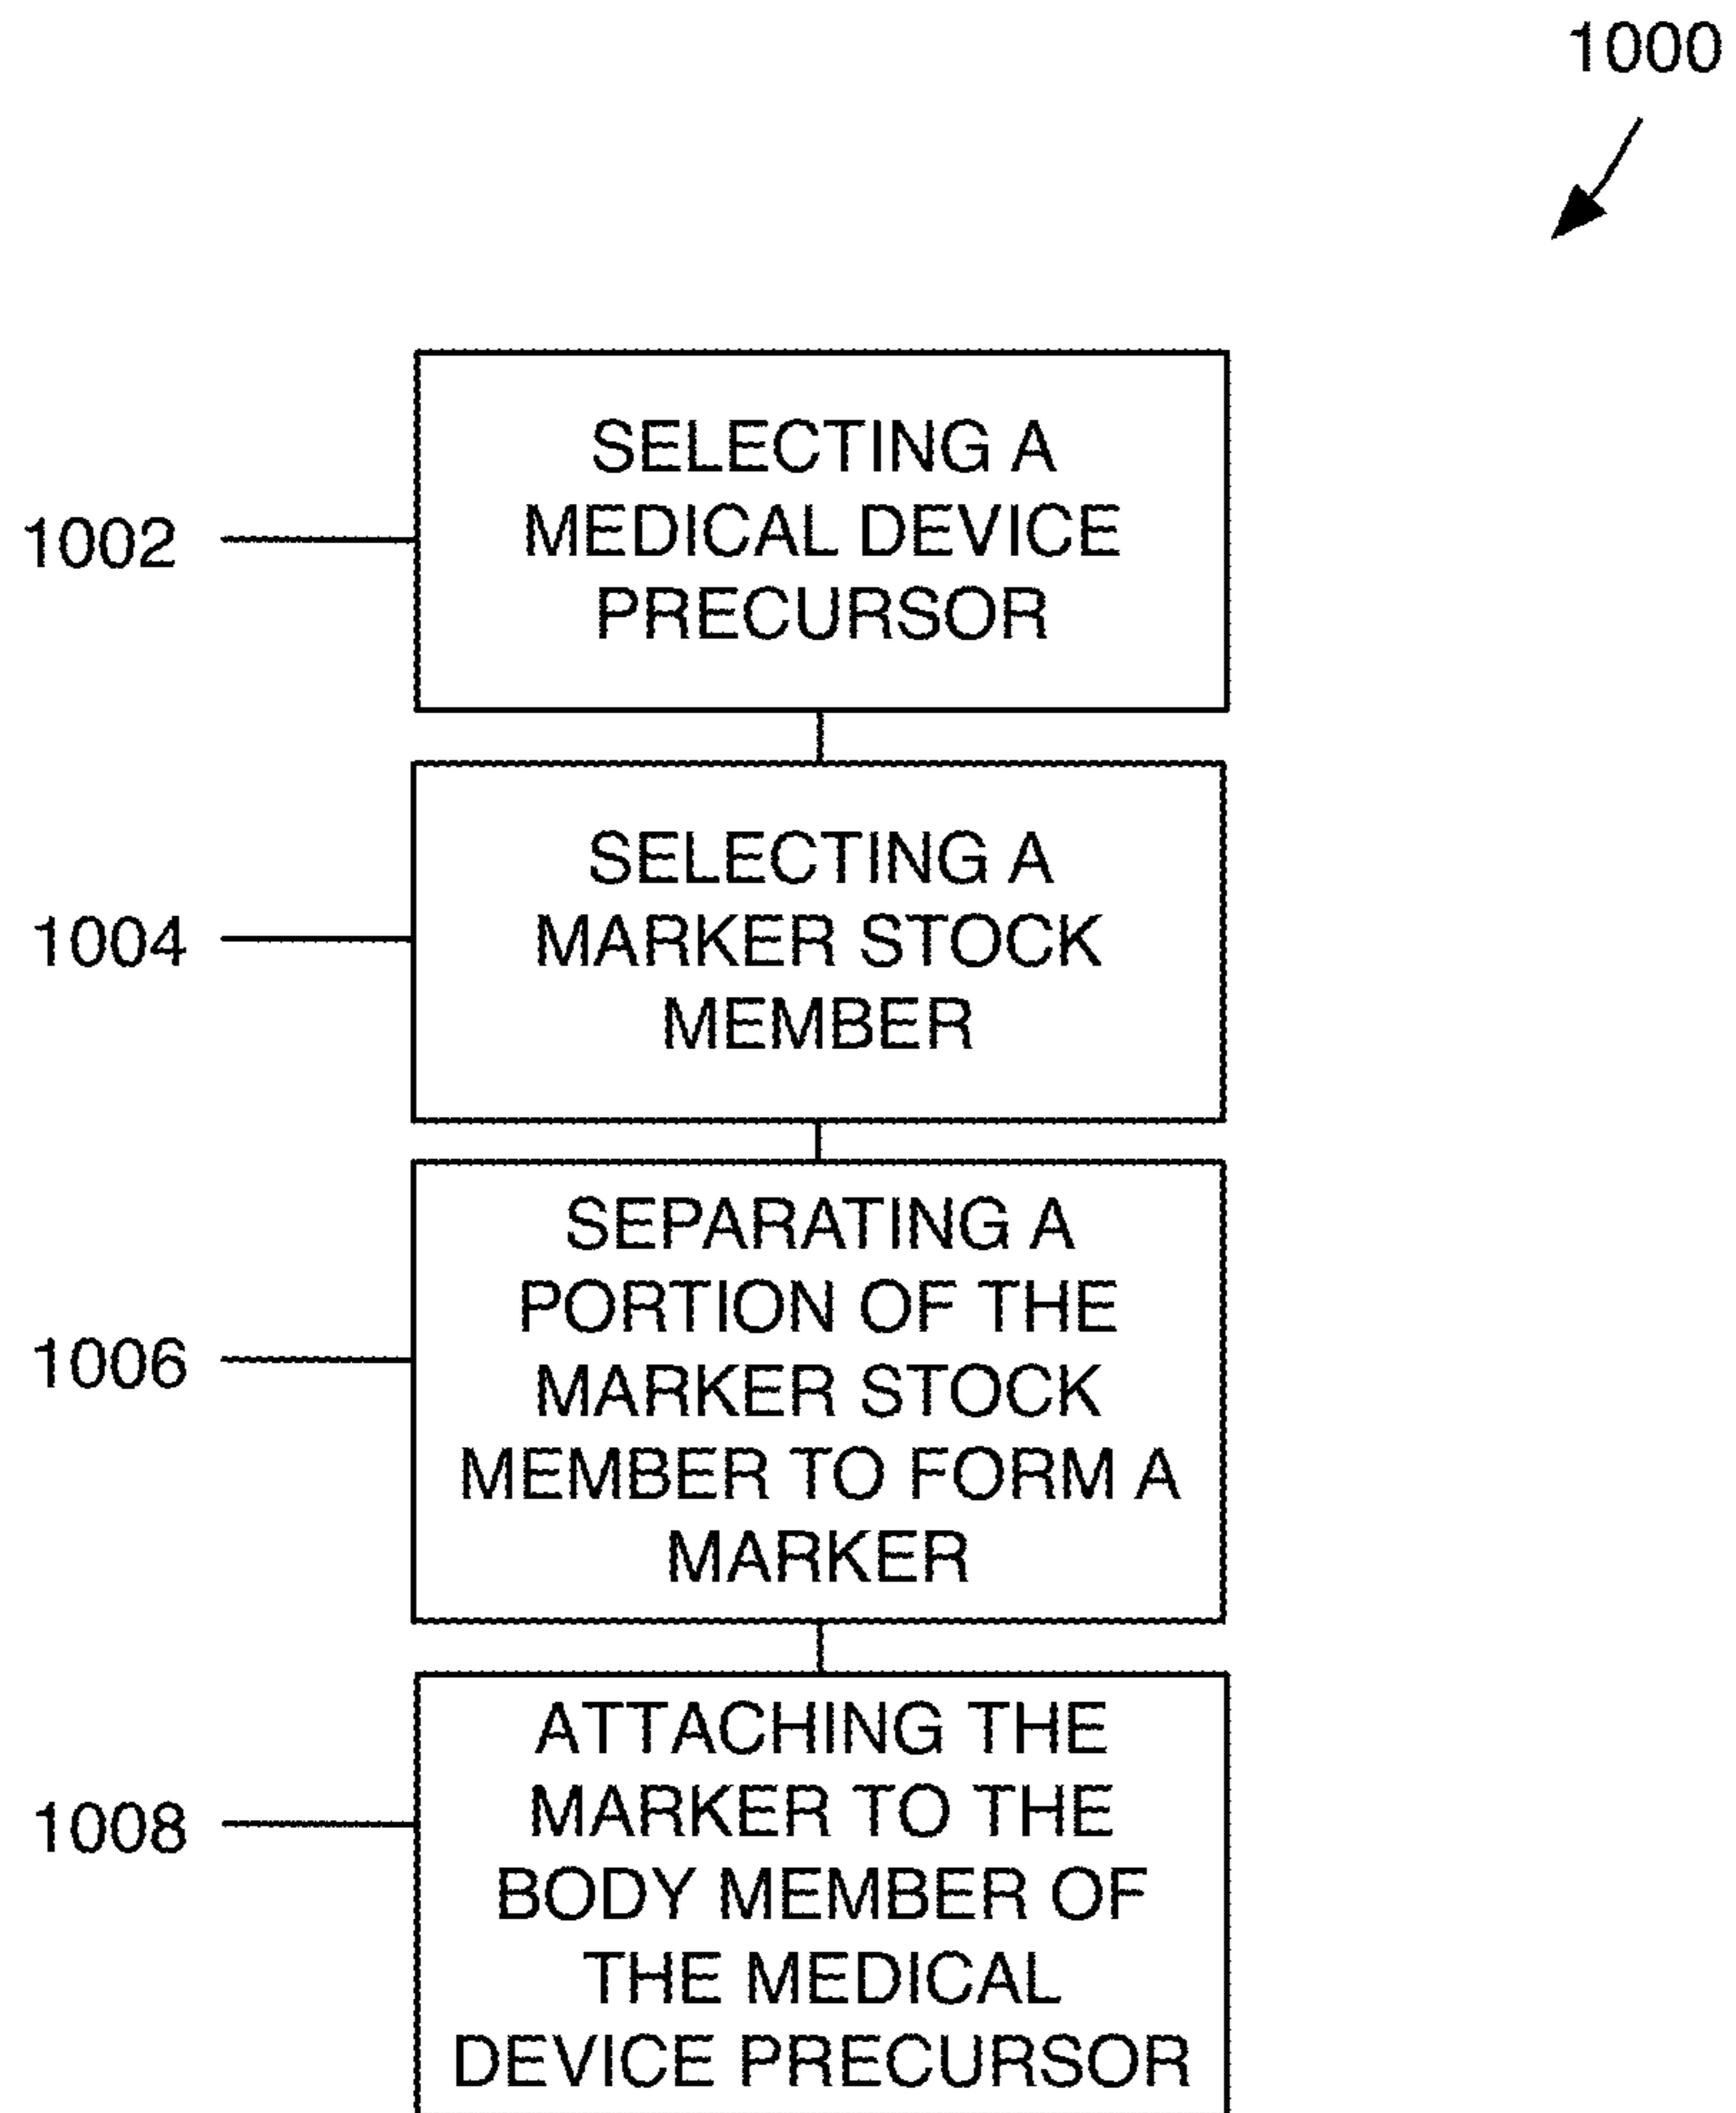 1000
SELECTING A
MEDICAL DEVICE
PRECURSOR
1002
SELECTING A
MARKER STOCK
MEMBER
1004
SEPARATING A
PORTION OF THE
MARKER STOCK
MEMBER TO FORM A
MARKER
1006
ATTACHING THE
MARKER TO THE
BODY MEMBER OF
THE MEDICAL
DEVICE PRECURSOR
1008